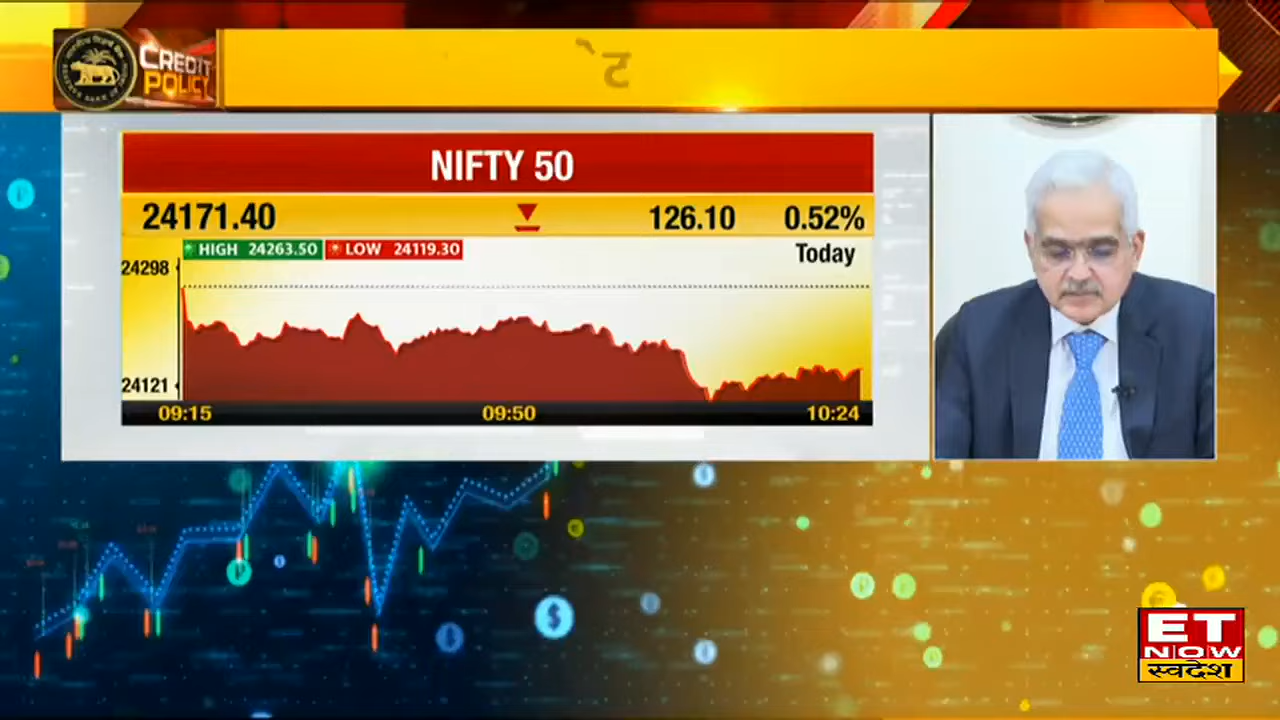 CREDIT
POLICY
NIFTY 50
24171.40 126.10 0.52%
HIGH 24263.50 LOW 24119.30 Today
24298
24121
09:15 09:50 10:24
ET
NOW
स्वदेश